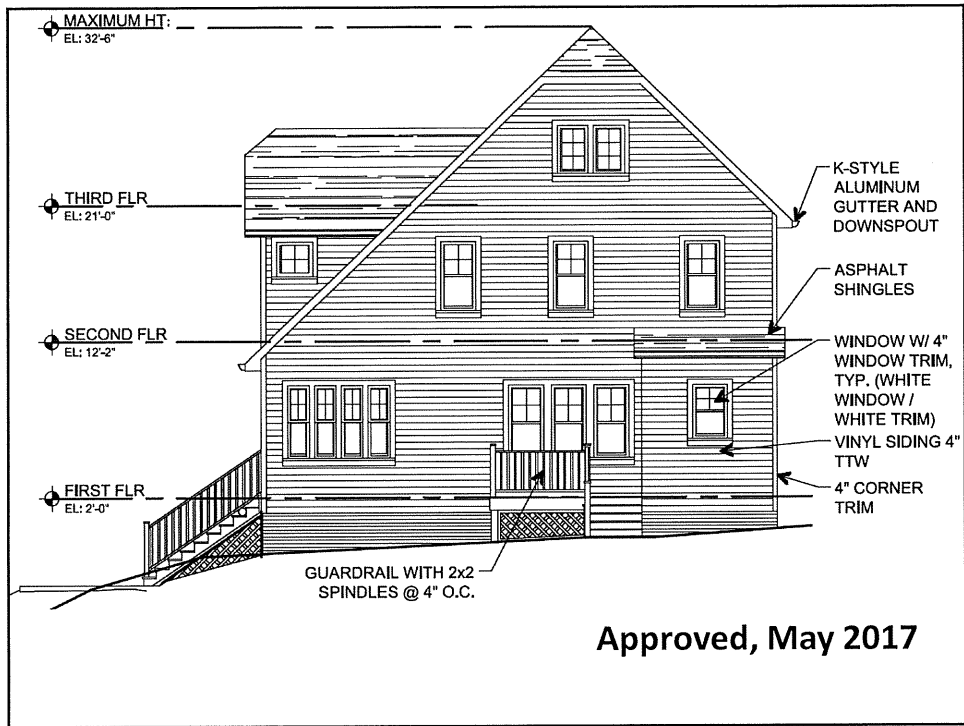 MAXIMUM HT:
EL: 32'-6"
THIRD FLR
EL: 21'-0"
SECOND FLR
EL: 12'-2"
FIRST FLR
EL: 2'-0"
K-STYLE
ALUMINUM
GUTTER AND
DOWNSPOUT
ASPHALT
SHINGLES
WINDOW W/ 4"
WINDOW TRIM,
TYP. (WHITE
WINDOW /
WHITE TRIM)
VINYL SIDING 4"
TTW
4" CORNER
TRIM
GUARDRAIL WITH 2x2
SPINDLES @ 4" O.C.
Approved, May 2017